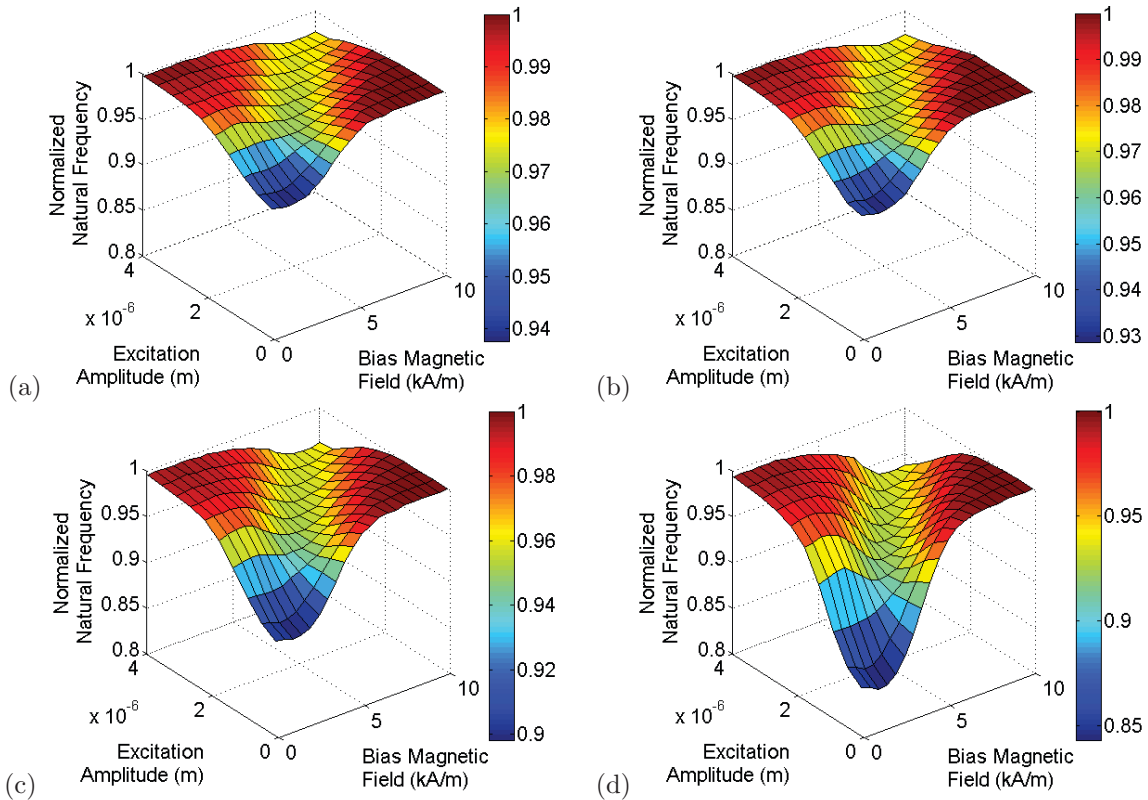 1
0.95
0.9
0.85
0.8
Normalized
Natural Frequency
4
2
0
x 10^-6
Excitation
Amplitude (m)
0
5
10
Bias Magnetic
Field (kA/m)
1
0.99
0.98
0.97
0.96
0.95
0.94
(a)
1
0.95
0.9
0.85
0.8
Normalized
Natural Frequency
4
2
0
x 10^-6
Excitation
Amplitude (m)
0
5
10
Bias Magnetic
Field (kA/m)
1
0.99
0.98
0.97
0.96
0.95
0.94
0.93
(b)
1
0.95
0.9
0.85
0.8
Normalized
Natural Frequency
4
2
0
x 10^-6
Excitation
Amplitude (m)
0
5
10
Bias Magnetic
Field (kA/m)
1
0.98
0.96
0.94
0.92
0.9
(c)
1
0.95
0.9
0.85
0.8
Normalized
Natural Frequency
4
2
0
x 10^-6
Excitation
Amplitude (m)
0
5
10
Bias Magnetic
Field (kA/m)
1
0.95
0.9
0.85
(d)